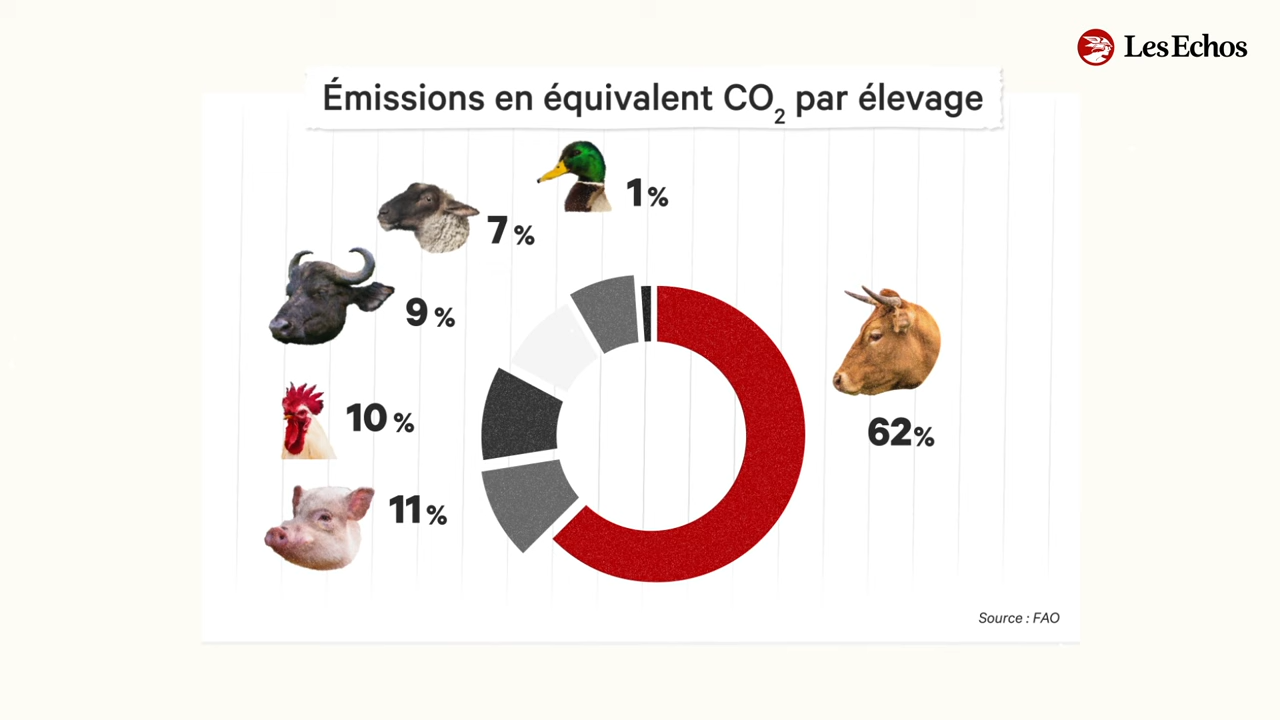 Les Echos
Émissions en équivalent CO₂ par élevage
1 %
7 %
9 %
10 %
11 %
62 %
Source : FAO